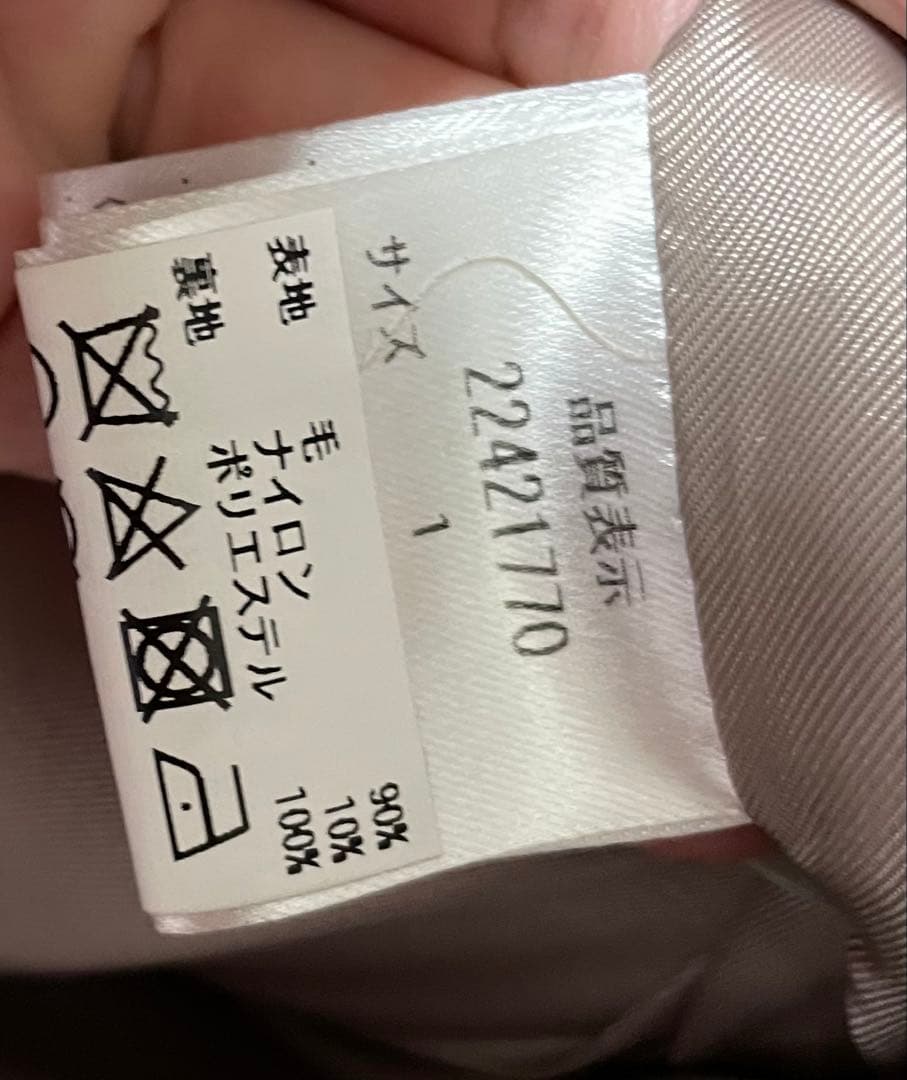 品質表示
22421770
サイズ 1
表地 毛 90%
ナイロン 10%
裏地 ポリエステル 100%